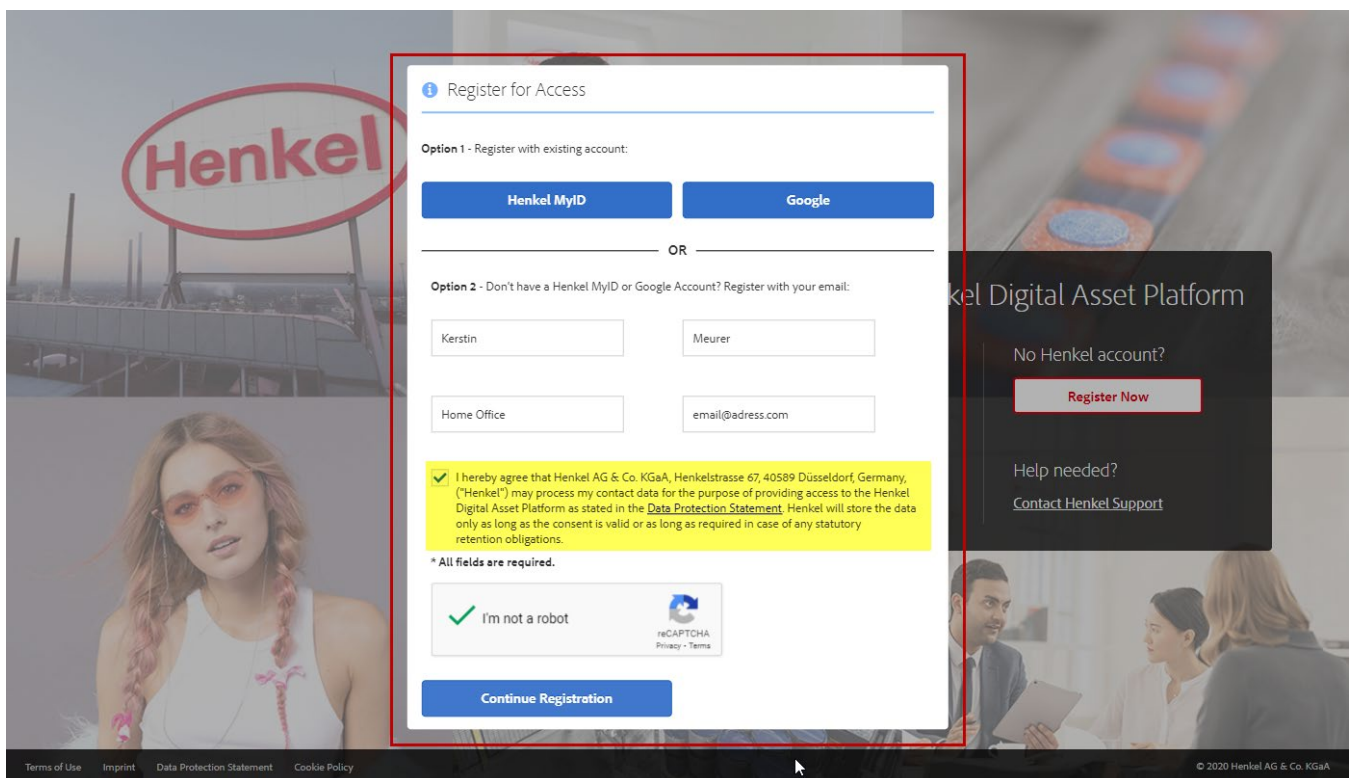 Henkel
Register for Access
Option 1 - Register with existing account:
Henkel MyID
Google
OR
Option 2 - Don't have a Henkel MyID or Google Account? Register with your email:
Kerstin
Meurer
Home Office
email@adress.com
I hereby agree that Henkel AG & Co. KGaA, Henkelstrasse 67, 40589 Düsseldorf, Germany,
("Henkel") may process my contact data for the purpose of providing access to the Henkel
Digital Asset Platform as stated in the Data Protection Statement. Henkel will store the data
only as long as the consent is valid or as long as required in case of any statutory
retention obligations.
* All fields are required.
I'm not a robot
reCAPTCHA
Privacy - Terms
Continue Registration
kel Digital Asset Platform
No Henkel account?
Register Now
Help needed?
Contact Henkel Support
Terms of Use Imprint Data Protection Statement Cookie Policy
© 2020 Henkel AG & Co. KGaA